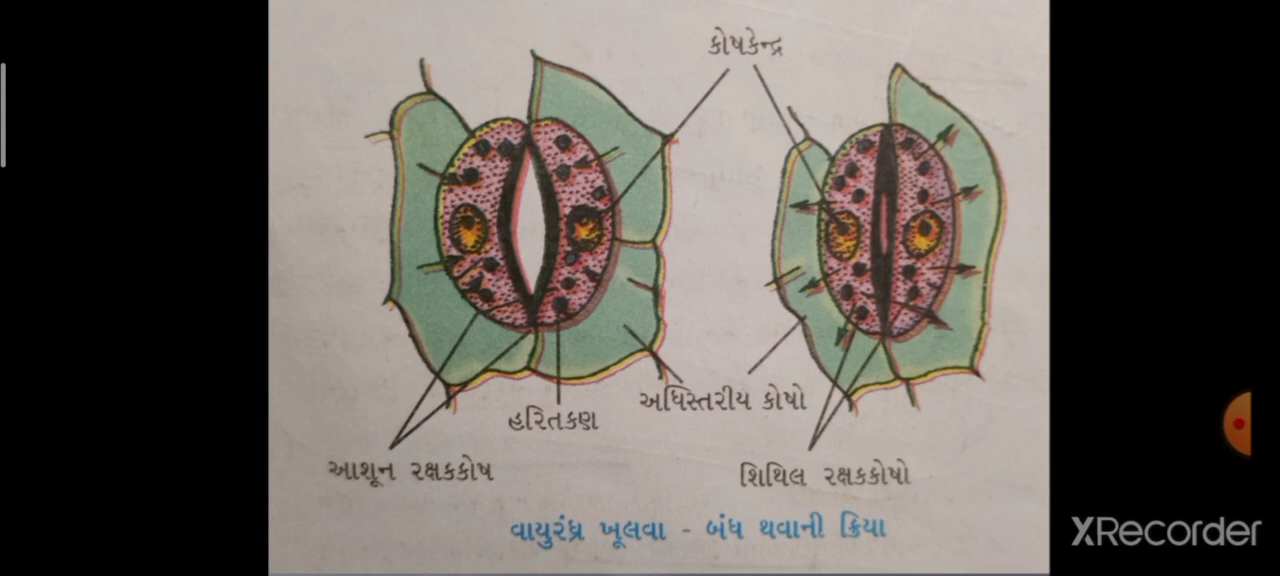 કોષકેન્દ્ર
અધિસ્તરીય કોષો
હરિતકણ
આશૂન રક્ષકકોષ
શિથિલ રક્ષકકોષો
વાયુરંધ્ર ખૂલવા - બંધ થવાની ક્રિયા
XRecorder